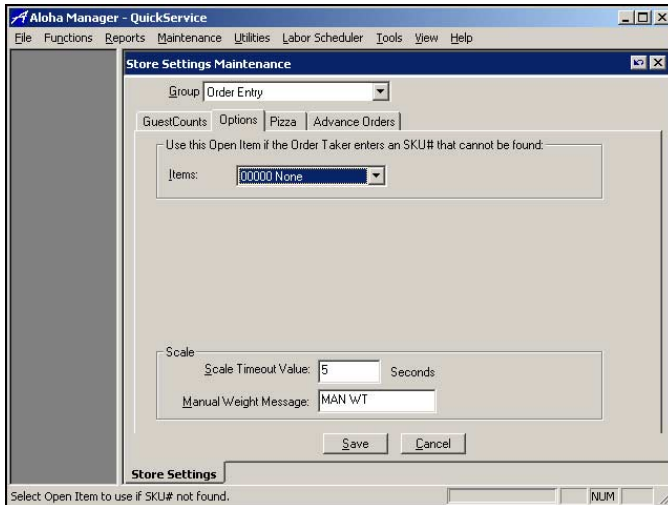 Aloha Manager - QuickService
File Functions Reports Maintenance Utilities Labor Scheduler Tools View Help
Store Settings Maintenance
Group Order Entry
GuestCounts Options Pizza Advance Orders
Use this Open Item if the Order Taker enters an SKU# that cannot be found:
Items: 00000 None
Scale
Scale Timeout Value: 5 Seconds
Manual Weight Message: MAN WT
Save Cancel
Store Settings
Select Open Item to use if SKU# not found. NUM